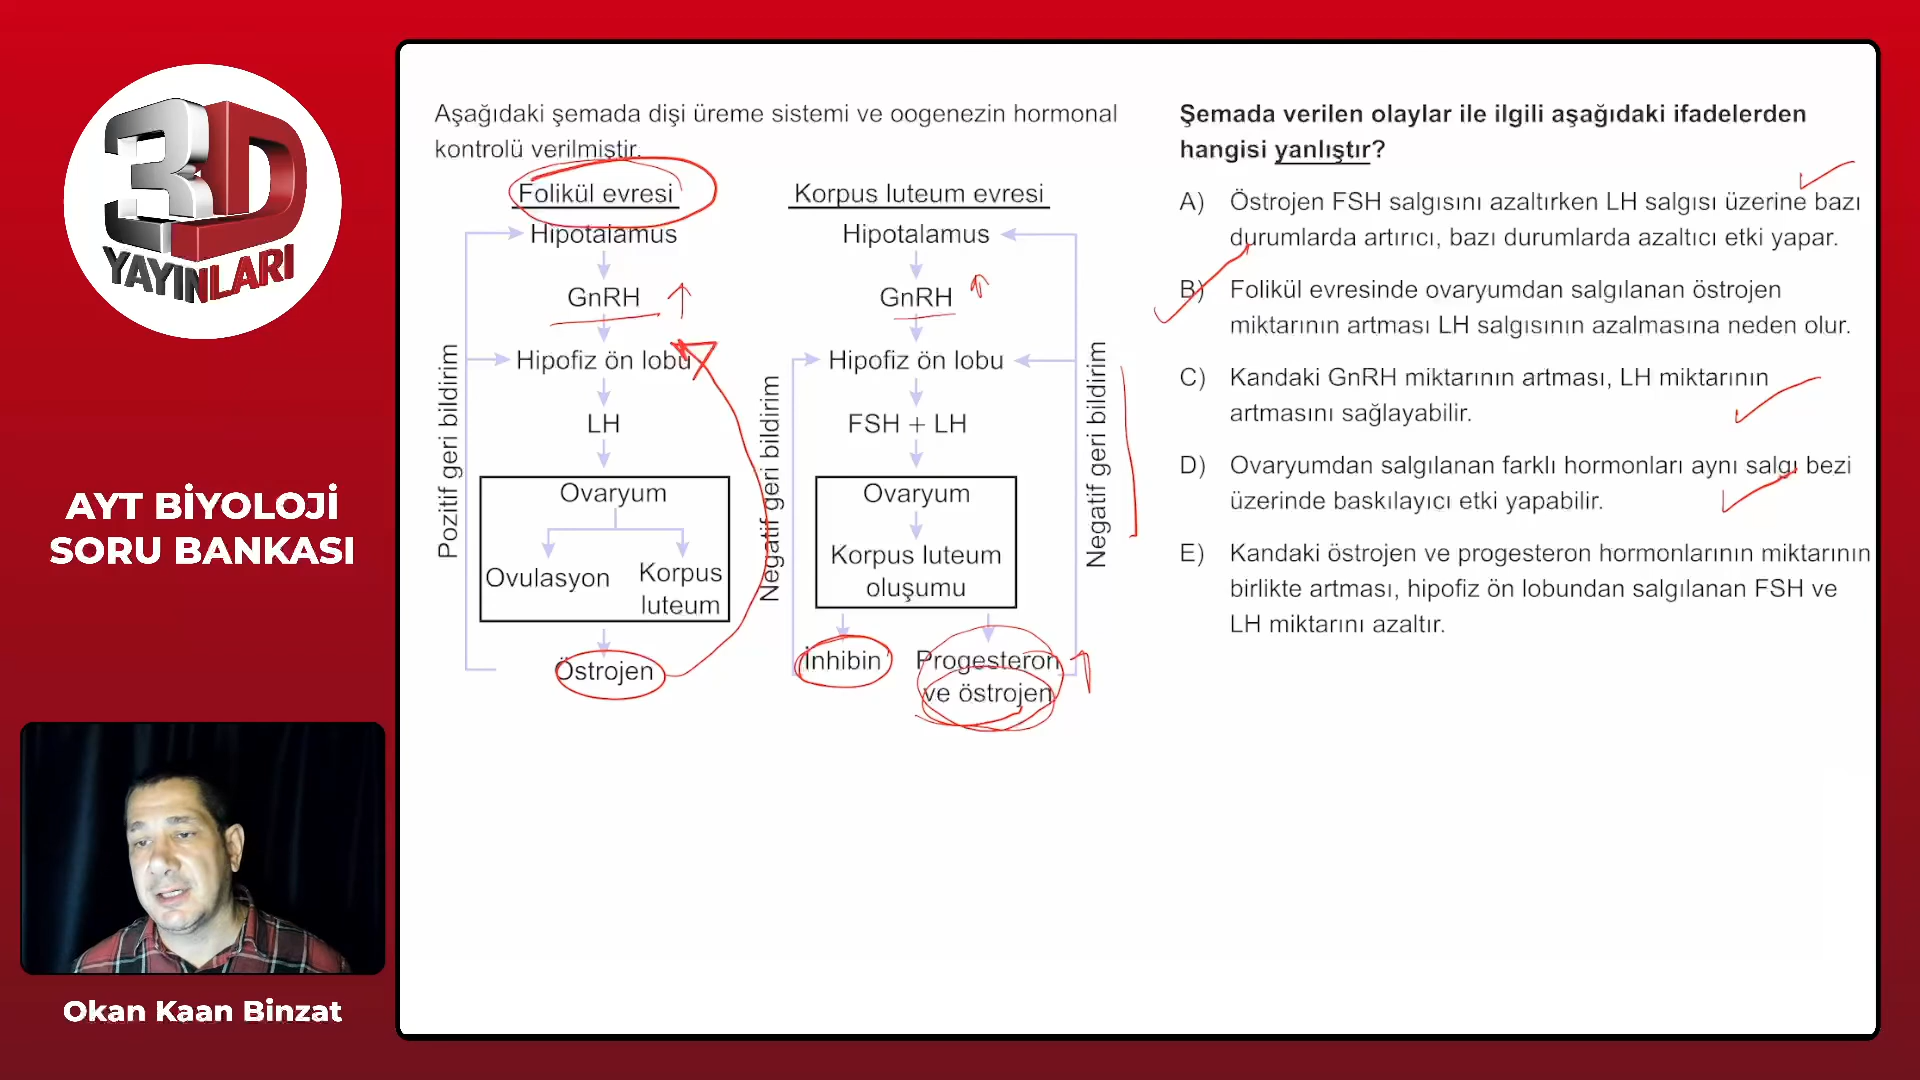 3D
YAYINLARI
AYT BİYOLOJİ
SORU BANKASI
Okan Kaan Binzat
Aşağıdaki şemada dişi üreme sistemi ve oogenezin hormonal
kontrolü verilmiştir.
Folikül evresi
Hipotalamus
GnRH
Hipofiz ön lobu
LH
Ovaryum
Ovulasyon
Korpus
luteum
Östrojen
Pozitif geri bildirim
Korpus luteum evresi
Hipotalamus
GnRH
Hipofiz ön lobu
FSH + LH
Ovaryum
Korpus luteum
oluşumu
İnhibin
Progesteron
ve östrojen
Negatif geri bildirim
Negatif geri bildirim
Şemada verilen olaylar ile ilgili aşağıdaki ifadelerden
hangisi yanlıştır?
A) Östrojen FSH salgısını azaltırken LH salgısı üzerine bazı
durumlarda artırıcı, bazı durumlarda azaltıcı etki yapar.
B) Folikül evresinde ovaryumdan salgılanan östrojen
miktarının artması LH salgısının azalmasına neden olur.
C) Kandaki GnRH miktarının artması, LH miktarının
artmasını sağlayabilir.
D) Ovaryumdan salgılanan farklı hormonları aynı salgı bezi
üzerinde baskılayıcı etki yapabilir.
E) Kandaki östrojen ve progesteron hormonlarının miktarının
birlikte artması, hipofiz ön lobundan salgılanan FSH ve
LH miktarını azaltır.